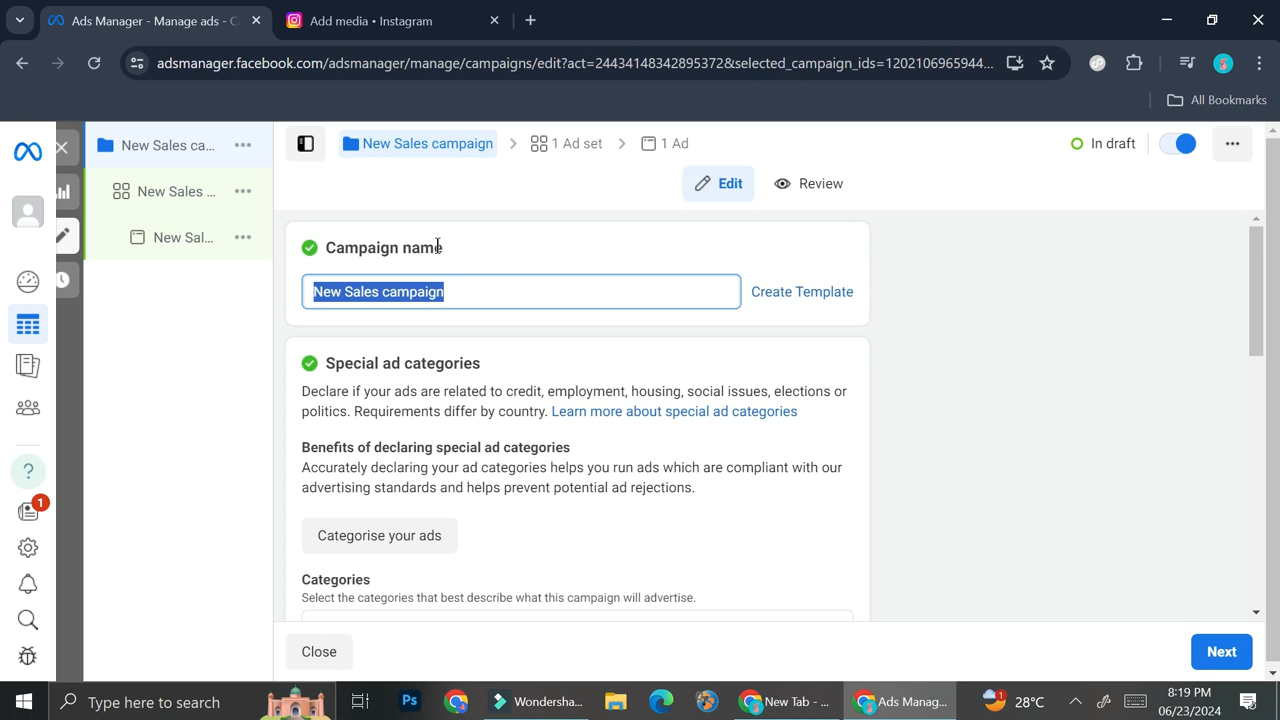 Ads Manager - Manage ads - C
Add media • Instagram
adsmanager.facebook.com/adsmanager/manage/campaigns/edit?act=24434148342895372&selected_campaign_ids=1202106965944...
All Bookmarks
New Sales ca...
New Sales campaign
1 Ad set
1 Ad
In draft
New Sales ...
Edit
Review
New Sal...
Campaign name
New Sales campaign
Create Template
Special ad categories
Declare if your ads are related to credit, employment, housing, social issues, elections or
politics. Requirements differ by country. Learn more about special ad categories
Benefits of declaring special ad categories
Accurately declaring your ad categories helps you run ads which are compliant with our
advertising standards and helps prevent potential ad rejections.
1
Categorise your ads
Categories
Select the categories that best describe what this campaign will advertise.
Close
Next
Type here to search
Ps
Wondersha...
New Tab - ...
Ads Manag...
1
28°C
8:19 PM
06/23/2024